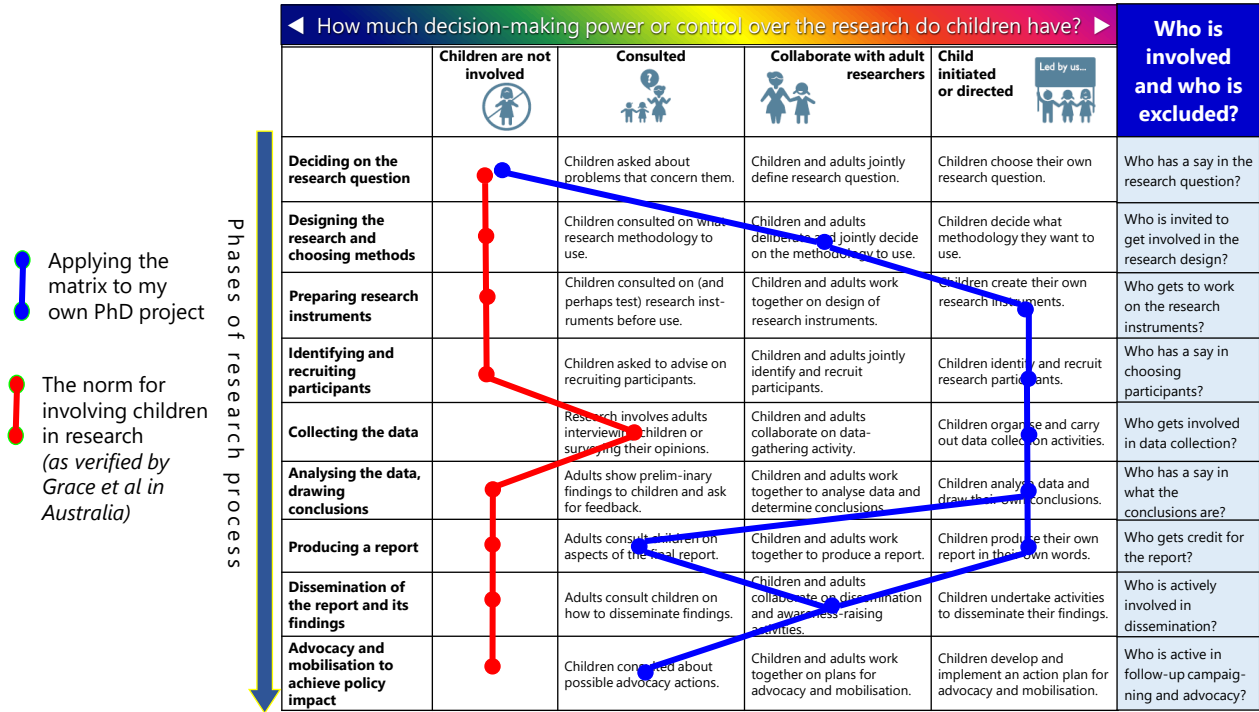 ◀ How much decision-making power or control over the research do children have? ▶
Who is
involved
and who is
excluded?
Children are not
involved
Consulted
?
Collaborate with adult
researchers
Child
initiated
or directed
Led by us...
Phases of research process
Applying the
matrix to my
own PhD project
The norm for
involving children
in research
(as verified by
Grace et al in
Australia)
Deciding on the
research question
Children asked about
problems that concern them.
Children and adults jointly
define research question.
Children choose their own
research question.
Who has a say in the
research question?
Designing the
research and
choosing methods
Children consulted on what
research methodology to
use.
Children and adults
deliberate and jointly decide
on the methodology to use.
Children decide what
methodology they want to
use.
Who is invited to
get involved in the
research design?
Preparing research
instruments
Children consulted on (and
perhaps test) research inst-
ruments before use.
Children and adults work
together on design of
research instruments.
Children create their own
research instruments.
Who gets to work
on the research
instruments?
Identifying and
recruiting
participants
Children asked to advise on
recruiting participants.
Children and adults jointly
identify and recruit
participants.
Children identify and recruit
research participants.
Who has a say in
choosing
participants?
Collecting the data
Research involves adults
interviewing children or
surveying their opinions.
Children and adults
collaborate on data-
gathering activity.
Children organise and carry
out data collection activities.
Who gets involved
in data collection?
Analysing the data,
drawing
conclusions
Adults show prelim-inary
findings to children and ask
for feedback.
Children and adults work
together to analyse data and
determine conclusions.
Children analyse data and
draw their own conclusions.
Who has a say in
what the
conclusions are?
Producing a report
Adults consult children on
aspects of the final report.
Children and adults work
together to produce a report.
Children produce their own
report in their own words.
Who gets credit for
the report?
Dissemination of
the report and its
findings
Adults consult children on
how to disseminate findings.
Children and adults
collaborate on dissemination
and awareness-raising
activities.
Children undertake activities
to disseminate their findings.
Who is actively
involved in
dissemination?
Advocacy and
mobilisation to
achieve policy
impact
Children consulted about
possible advocacy actions.
Children and adults work
together on plans for
advocacy and mobilisation.
Children develop and
implement an action plan for
advocacy and mobilisation.
Who is active in
follow-up campaig-
ning and advocacy?